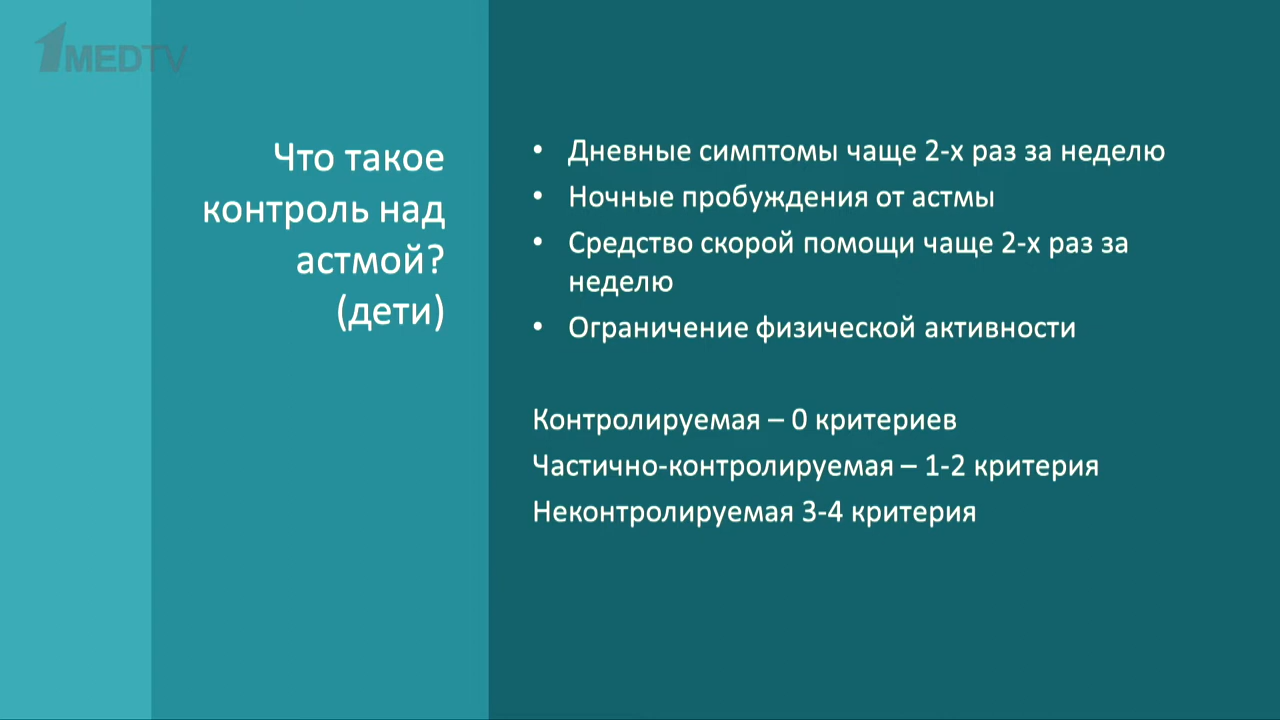 1MEDTV
Что такое
контроль над
астмой?
(дети)
• Дневные симптомы чаще 2-х раз за неделю
• Ночные пробуждения от астмы
• Средство скорой помощи чаще 2-х раз за
неделю
• Ограничение физической активности
Контролируемая – 0 критериев
Частично-контролируемая – 1-2 критерия
Неконтролируемая 3-4 критерия